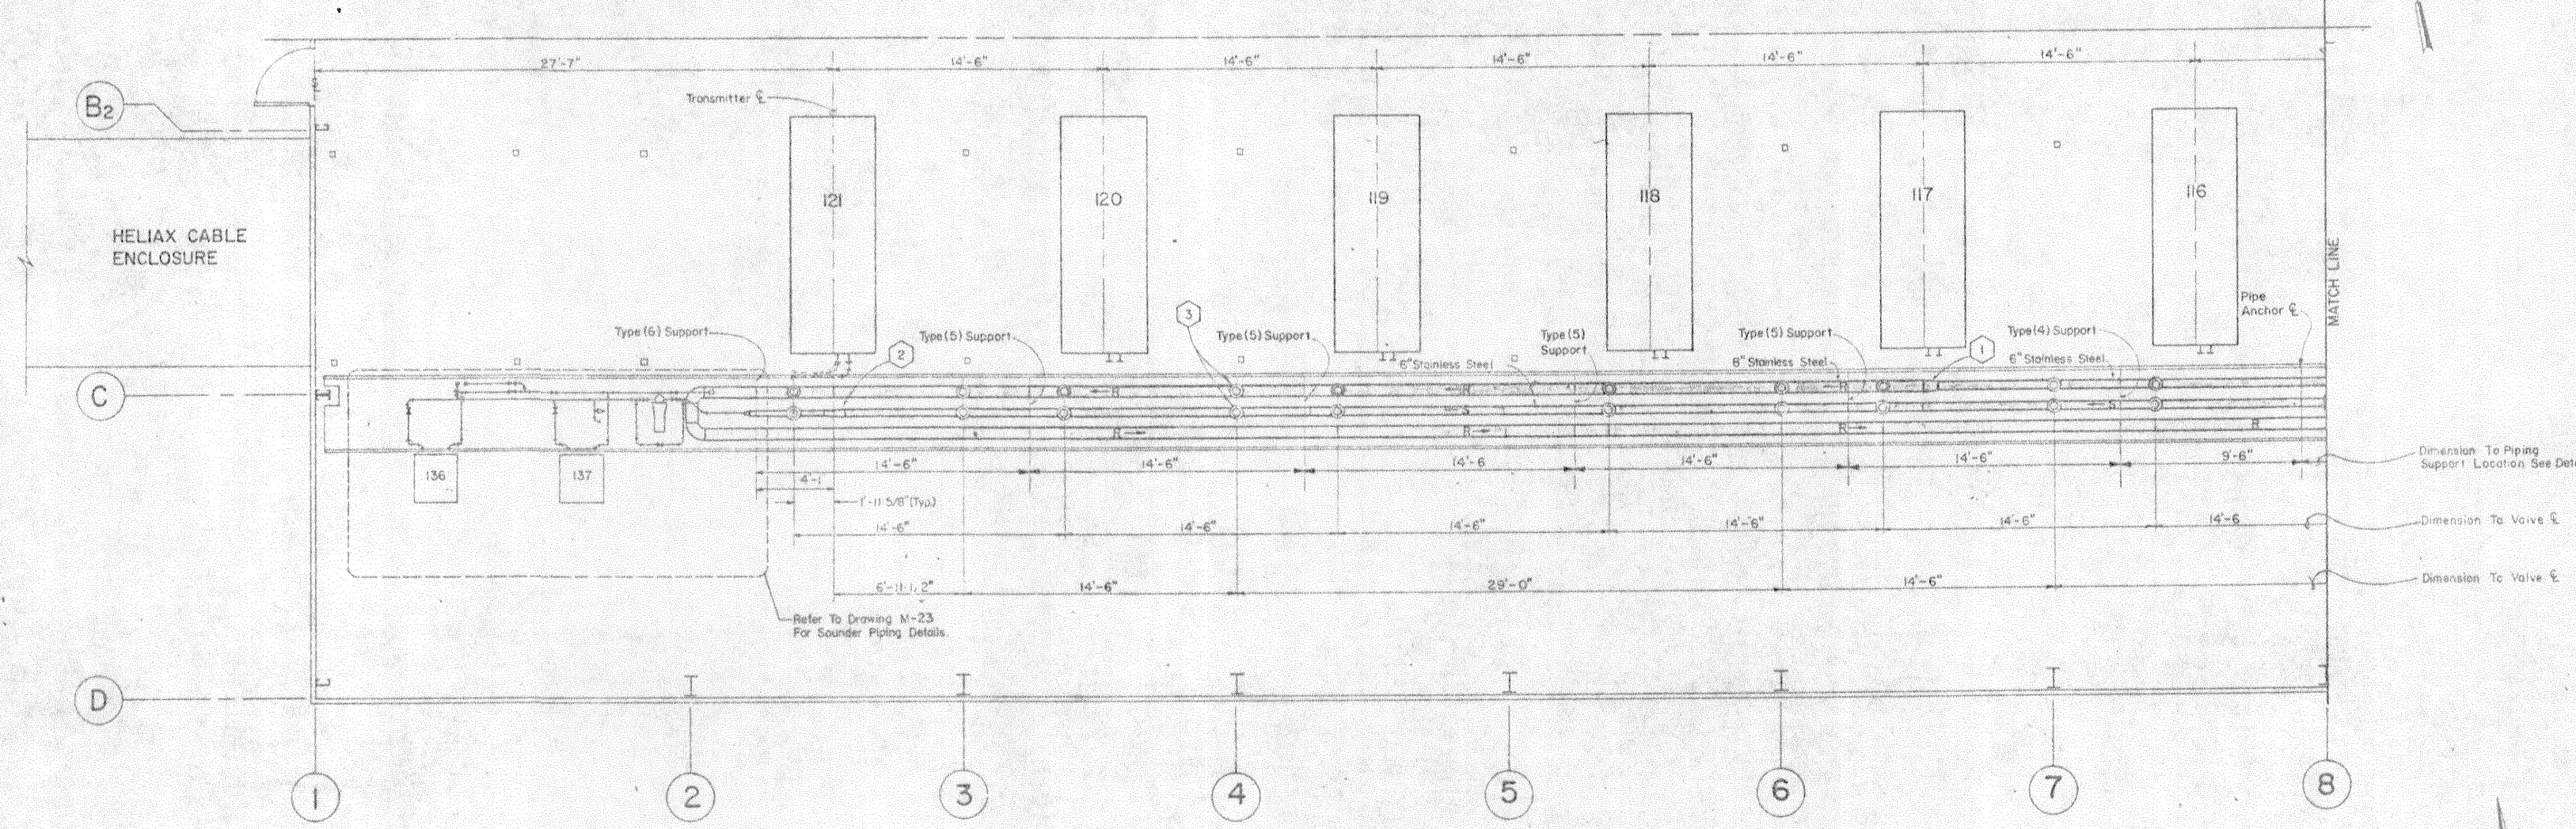 27'-7"
14'-6"
14'-6"
14'-6"
14'-6"
14'-6"
Transmitter ℄
B2
121
120
119
118
117
116
HELIAX CABLE
ENCLOSURE
MATCH LINE
Pipe
Anchor ℄
Type (6) Support
2
Type (5) Support
3
Type (5) Support
6" Stainless Steel
Type (5)
Support
Type (5) Support
8" Stainless Steel
1
Type (4) Support
6" Stainless Steel
C
R
R
R
S
S
R
R
R
R
136
137
14'-6"
14'-6"
14'-6
14'-6"
14'-6"
9'-6"
Dimension To Piping
Support Location See
4'-1
1'-11 5/8" (Typ.)
14'-6"
14'-6"
14'-6"
14'-6"
14'-6"
14'-6
Dimension To Valve ℄
6'-11-1/2"
14'-6"
29'-0"
14'-6"
Dimension To Valve ℄
Refer To Drawing M-23
For Sounder Piping Details.
D
1
2
3
4
5
6
7
8